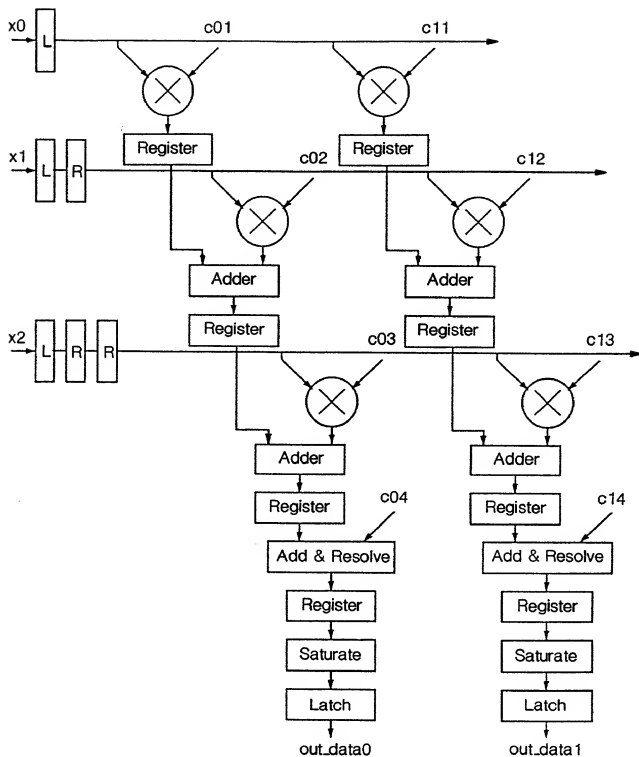 x0
L
c01
c11
Register
Register
x1
L
R
c02
c12
Adder
Adder
Register
Register
x2
L
R
R
c03
c13
Adder
Adder
Register
Register
c04
c14
Add & Resolve
Add & Resolve
Register
Register
Saturate
Saturate
Latch
Latch
out_data0
out_data1